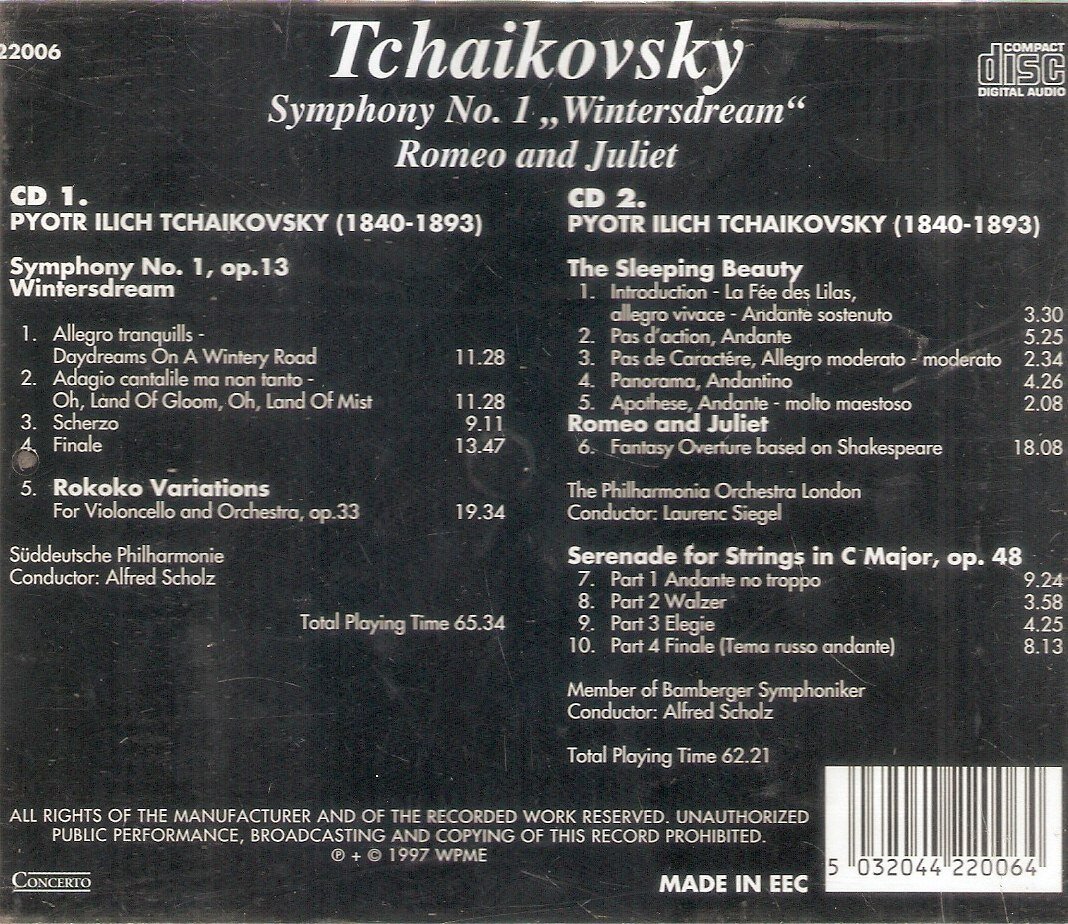 22006
Tchaikovsky
COMPACT
disc
DIGITAL AUDIO
Symphony No. 1 „Wintersdream“
Romeo and Juliet
CD 1.
PYOTR ILICH TCHAIKOVSKY (1840-1893)
Symphony No. 1, op.13
Wintersdream
1. Allegro tranquills -
Daydreams On A Wintery Road 11.28
2. Adagio cantalile ma non tanto -
Oh, Land Of Gloom, Oh, Land Of Mist 11.28
3. Scherzo 9.11
4. Finale 13.47
5. Rokoko Variations
For Violoncello and Orchestra, op.33 19.34
Süddeutsche Philharmonie
Conductor: Alfred Scholz
Total Playing Time 65.34
CD 2.
PYOTR ILICH TCHAIKOVSKY (1840-1893)
The Sleeping Beauty
1. Introduction - La Fée des Lilas,
allegro vivace - Andante sostenuto 3.30
2. Pas d'action, Andante 5.25
3. Pas de Caractére, Allegro moderato - moderato 2.34
4. Panorama, Andantino 4.26
5. Apothese, Andante - molto maestoso 2.08
Romeo and Juliet
6. Fantasy Overture based on Shakespeare 18.08
The Philharmonia Orchestra London
Conductor: Laurenc Siegel
Serenade for Strings in C Major, op. 48
7. Part 1 Andante no troppo 9.24
8. Part 2 Walzer 3.58
9. Part 3 Elegie 4.25
10. Part 4 Finale (Tema russo andante) 8.13
Member of Bamberger Symphoniker
Conductor: Alfred Scholz
Total Playing Time 62.21
ALL RIGHTS OF THE MANUFACTURER AND OF THE RECORDED WORK RESERVED. UNAUTHORIZED
PUBLIC PERFORMANCE, BROADCASTING AND COPYING OF THIS RECORD PROHIBITED.
℗ + © 1997 WPME
CONCERTO
MADE IN EEC
5 032044 220064